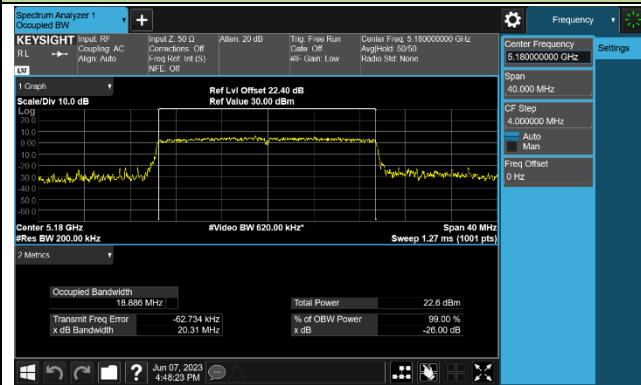 Spectrum Analyzer 1
Occupied BW
Frequency
KEYSIGHT
RL
LXI
Input: RF
Coupling: AC
Align: Auto
Input Z: 50 Ω
Corrections: Off
Freq Ref: Int (S)
NFE: Off
Atten: 20 dB
Trig: Free Run
Gate: Off
#IF Gain: Low
Center Freq: 5.180000000 GHz
Avg|Hold: 50/50
Radio Std: None
Center Frequency
5.180000000 GHz
Settings
Span
40.000 MHz
CF Step
4.000000 MHz
Auto
Man
Freq Offset
0 Hz
1 Graph
Scale/Div 10.0 dB
Ref Lvl Offset 22.40 dB
Ref Value 30.00 dBm
Log
20.0
10.0
0.00
-10.0
-20.0
-30.0
-40.0
-50.0
-60.0
Center 5.18 GHz
#Res BW 200.00 kHz
#Video BW 620.00 kHz*
Span 40 MHz
Sweep 1.27 ms (1001 pts)
2 Metrics
Occupied Bandwidth
18.886 MHz
Total Power 22.6 dBm
Transmit Freq Error -62.734 kHz
% of OBW Power 99.00 %
x dB Bandwidth 20.31 MHz
x dB -26.00 dB
?
Jun 07, 2023
4:48:23 PM